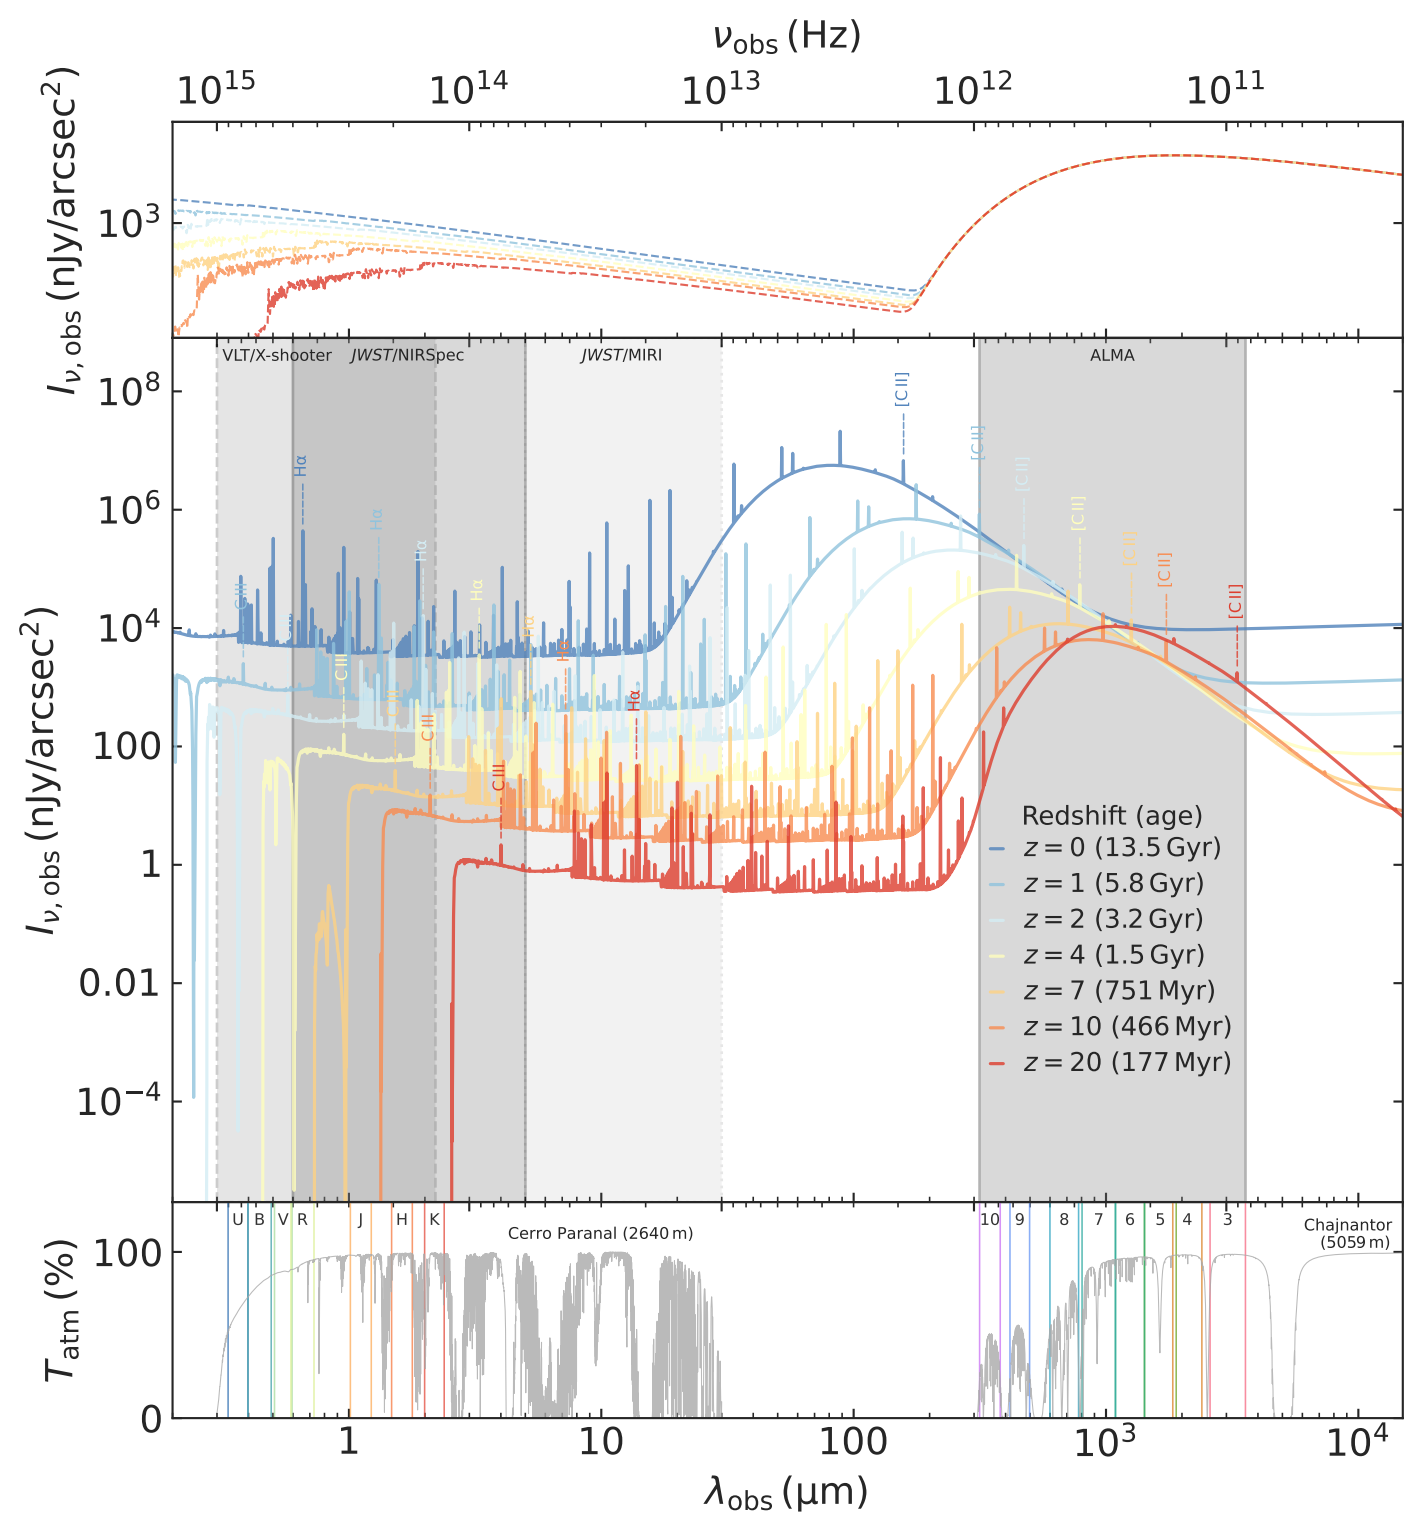 ν_obs (Hz)
10^15 10^14 10^13 10^12 10^11
I_ν, obs (nJy/arcsec²)
10^3
VLT/X-shooter JWST/NIRSpec JWST/MIRI ALMA
I_ν, obs (nJy/arcsec²)
10^8
10^6
10^4
100
1
0.01
10^−4
[C II]
[C II]
[C II]
[C II]
[C II]
[C II]
[C II]
Hα
Hα
Hα
Hα
Hα
Hα
Hα
C III
C III
C III
C III
Redshift (age)
z = 0 (13.5 Gyr)
z = 1 (5.8 Gyr)
z = 2 (3.2 Gyr)
z = 4 (1.5 Gyr)
z = 7 (751 Myr)
z = 10 (466 Myr)
z = 20 (177 Myr)
U B V R J H K
Cerro Paranal (2640 m)
10 9 8 7 6 5 4 3
Chajnantor
(5059 m)
T_atm (%)
100
0
1 10 100 10^3 10^4
λ_obs (μm)